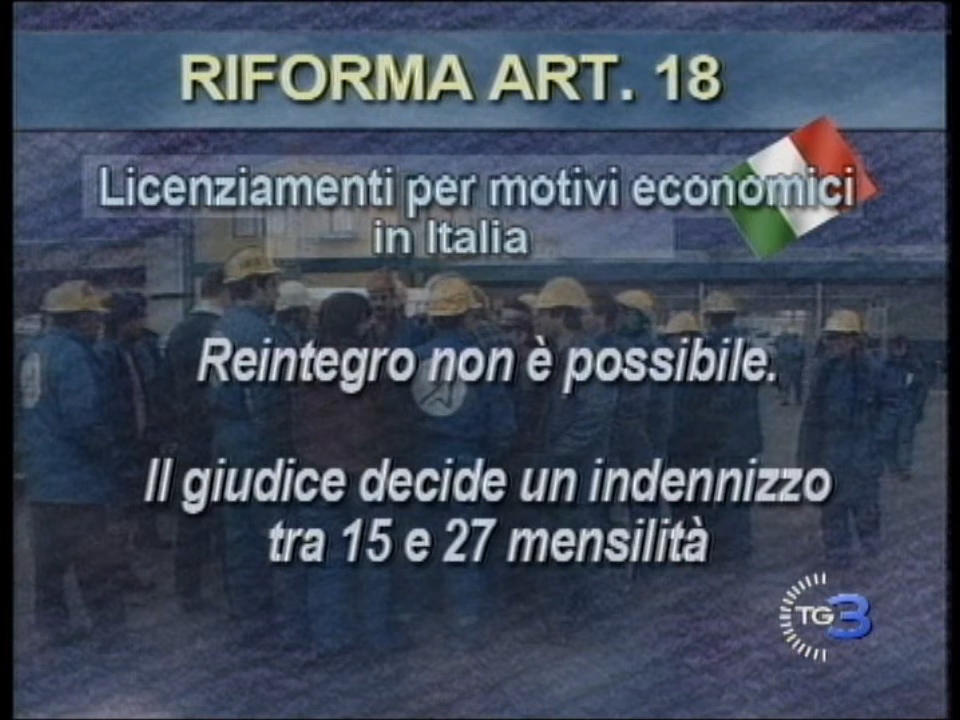 RIFORMA ART. 18
Licenziamenti per motivi economici
in Italia
Reintegro non è possibile.
Il giudice decide un indennizzo
tra 15 e 27 mensilità
TG3